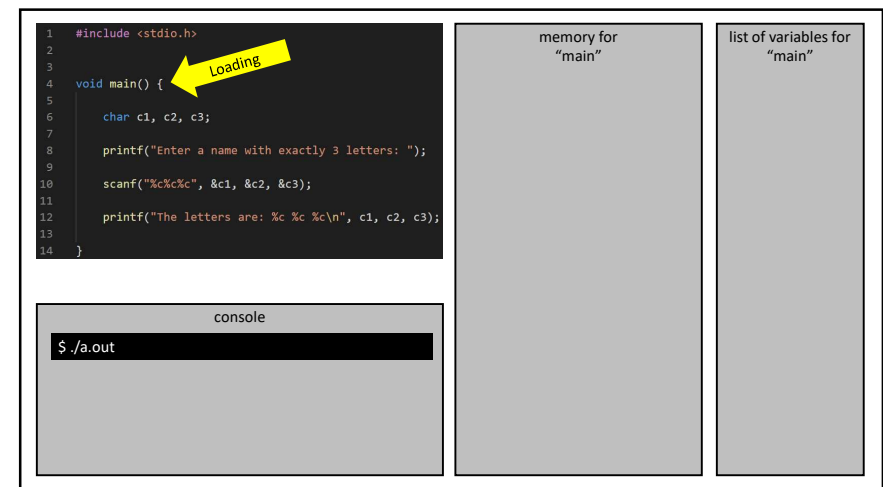 1 #include <stdio.h>
2
3
4 void main() {
5
6 char c1, c2, c3;
7
8 printf("Enter a name with exactly 3 letters: ");
9
10 scanf("%c%c%c", &c1, &c2, &c3);
11
12 printf("The letters are: %c %c %c\n", c1, c2, c3);
13
14 }
Loading
console
$ ./a.out
memory for
“main”
list of variables for
“main”